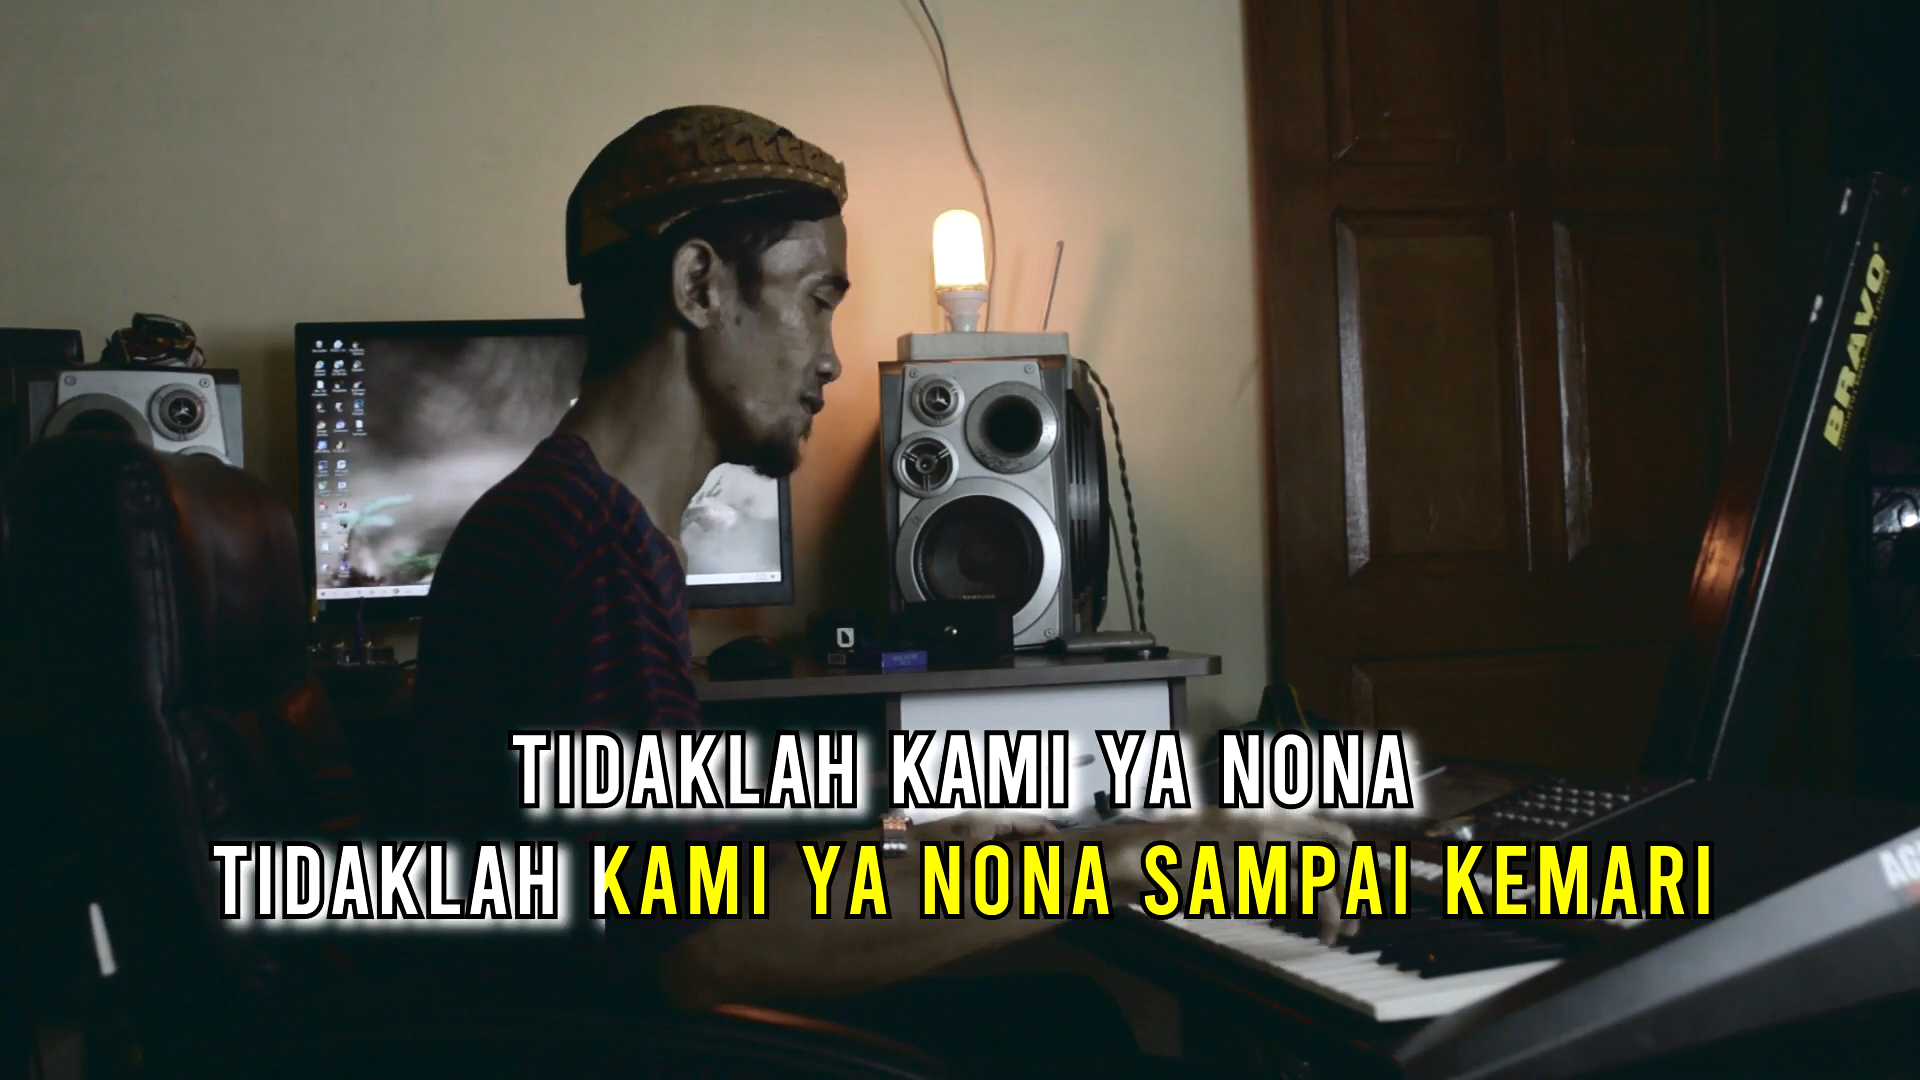 BRAVO
TIDAKLAH KAMI YA NONA
TIDAKLAH KAMI YA NONA SAMPAI KEMARI